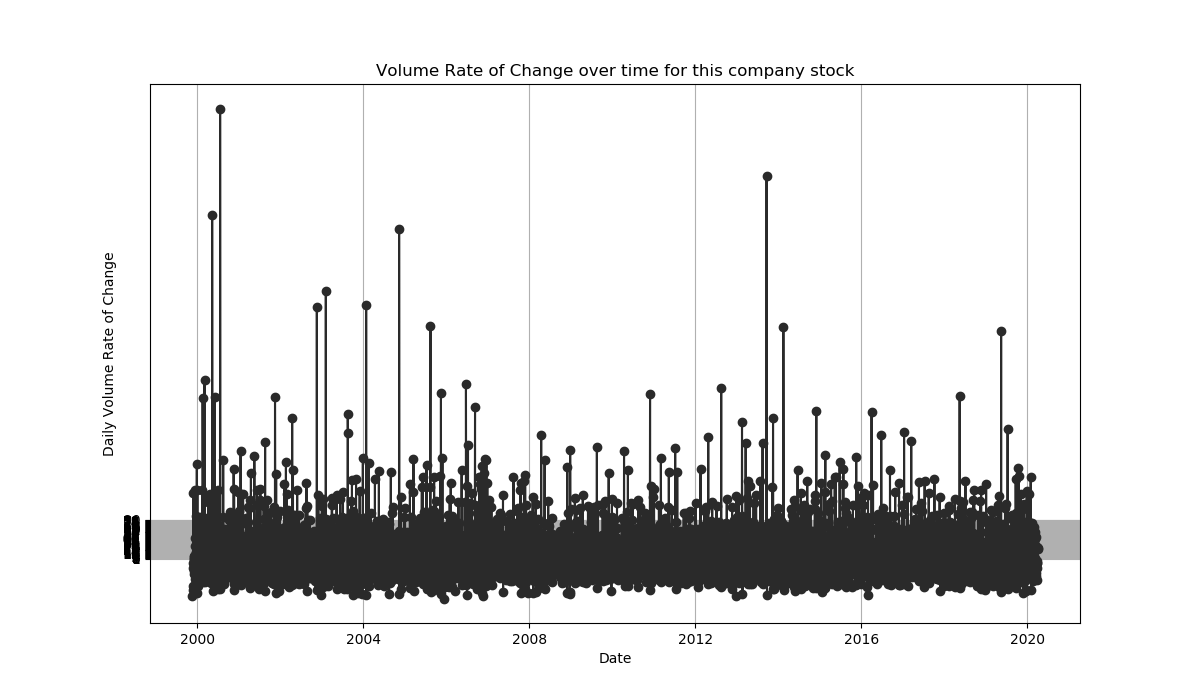 Volume Rate of Change over time for this company stock
Daily Volume Rate of Change
2000 2004 2008 2012 2016 2020
Date